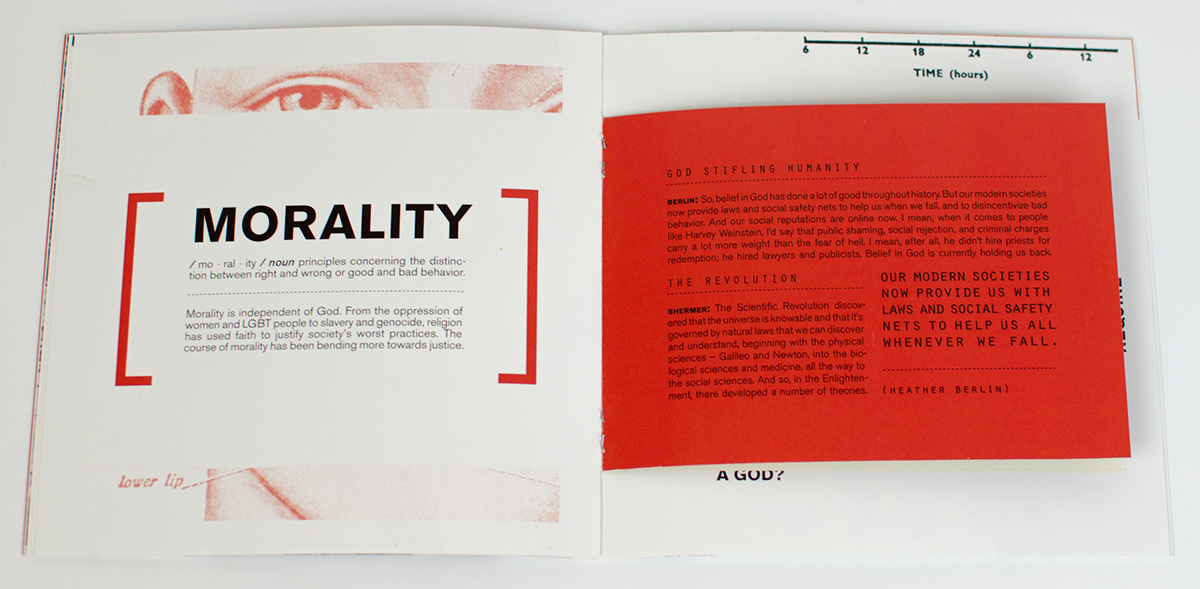 MORALITY
/ mo · ral · ity / noun principles concerning the distinc-
tion between right and wrong or good and bad behavior.
Morality is independent of God. From the oppression of
women and LGBT people to slavery and genocide, religion
has used faith to justify society's worst practices. The
course of morality has been bending more towards justice.
lower lip
6 12 18 24 6 12
TIME (hours)
GOD STIFLING HUMANITY
BERLIN: So, belief in God has done a lot of good throughout history. But our modern societies
now provide laws and social safety nets to help us when we fall, and to disincentivize bad
behavior. And our social reputations are online now. I mean, when it comes to people
like Harvey Weinstein, I'd say that public shaming, social rejection, and criminal charges
carry a lot more weight than the fear of hell. I mean, after all, he didn't hire priests for
redemption; he hired lawyers and publicists. Belief in God is currently holding us back.
THE REVOLUTION
SHERMER: The Scientific Revolution discov-
ered that the universe is knowable and that it's
governed by natural laws that we can discover
and understand, beginning with the physical
sciences – Galileo and Newton, into the bio-
logical sciences and medicine, all the way to
the social sciences. And so, in the Enlighten-
ment, there developed a number of theories.
OUR MODERN SOCIETIES
NOW PROVIDE US WITH
LAWS AND SOCIAL SAFETY
NETS TO HELP US ALL
WHENEVER WE FALL.
(HEATHER BERLIN)
A GOD?